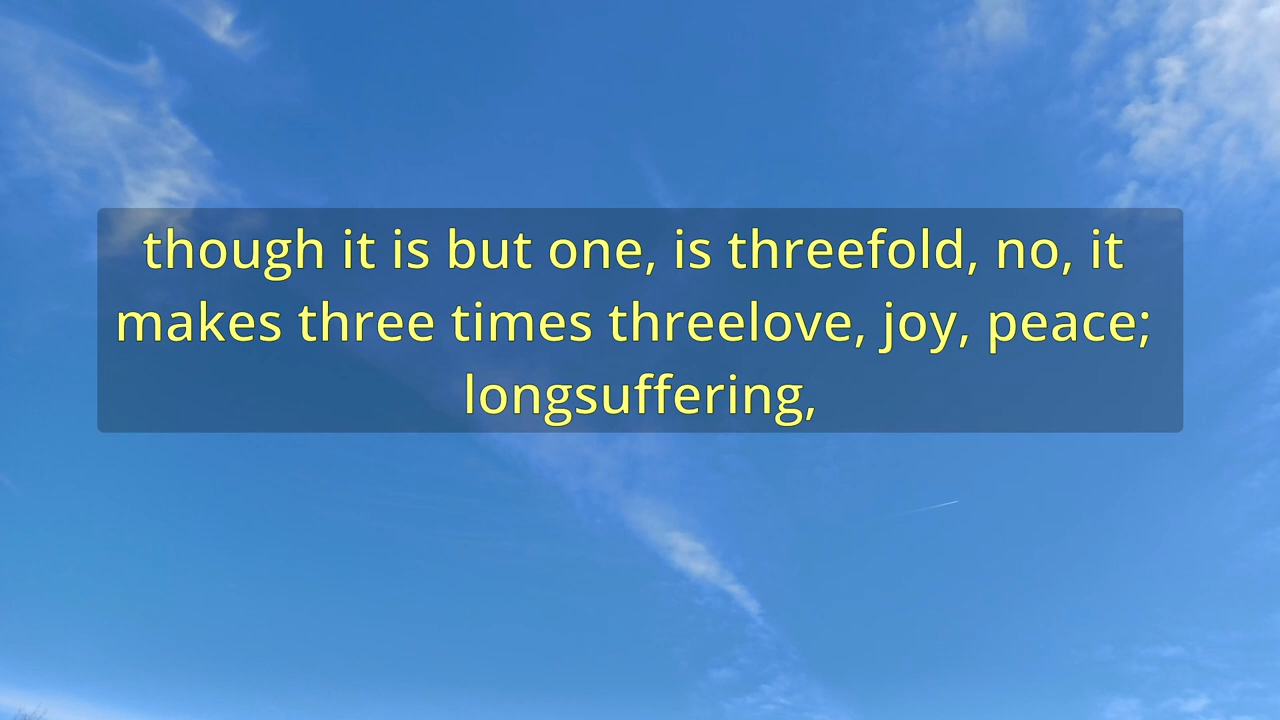 though it is but one, is threefold, no, it
makes three times threelove, joy, peace;
longsuffering,